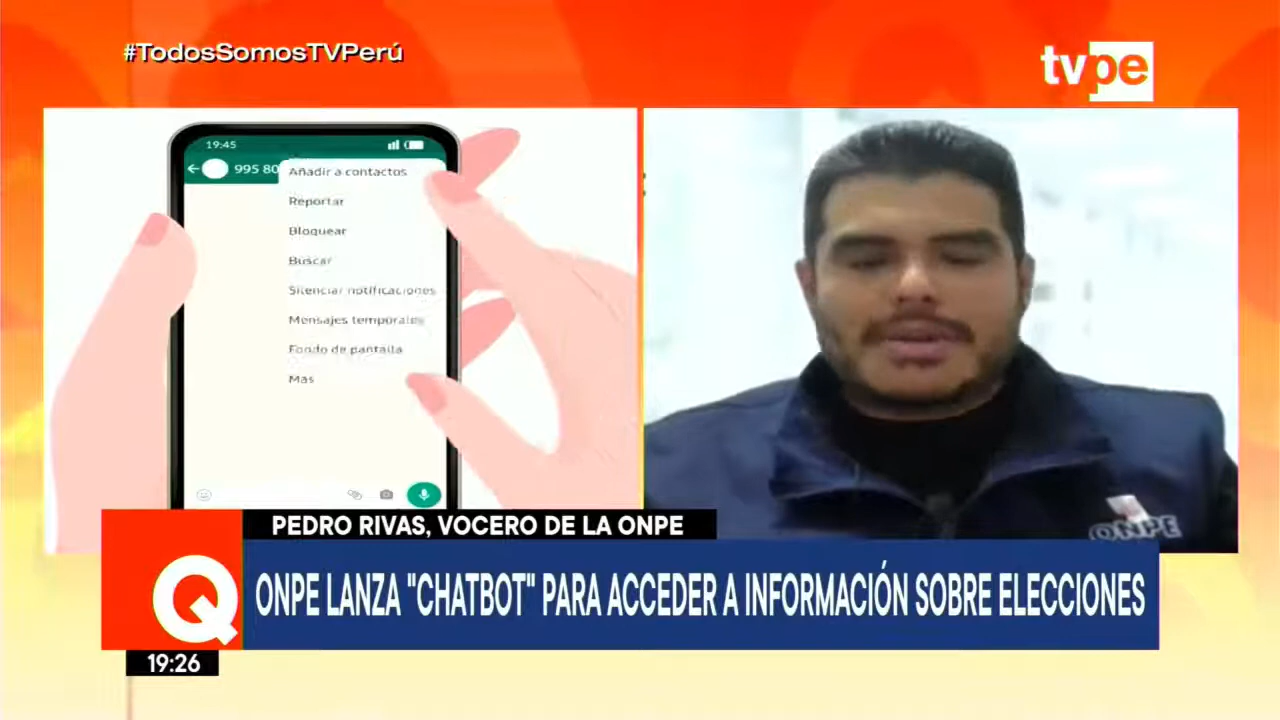 #TodosSomosTVPerú
tvpe
19:45
995 80
Añadir a contactos
Reportar
Bloquear
Buscar
Silenciar notificaciones
Mensajes temporales
Fondo de pantalla
Más
ONPE
PEDRO RIVAS, VOCERO DE LA ONPE
Q
ONPE LANZA "CHATBOT" PARA ACCEDER A INFORMACIÓN SOBRE ELECCIONES
19:26